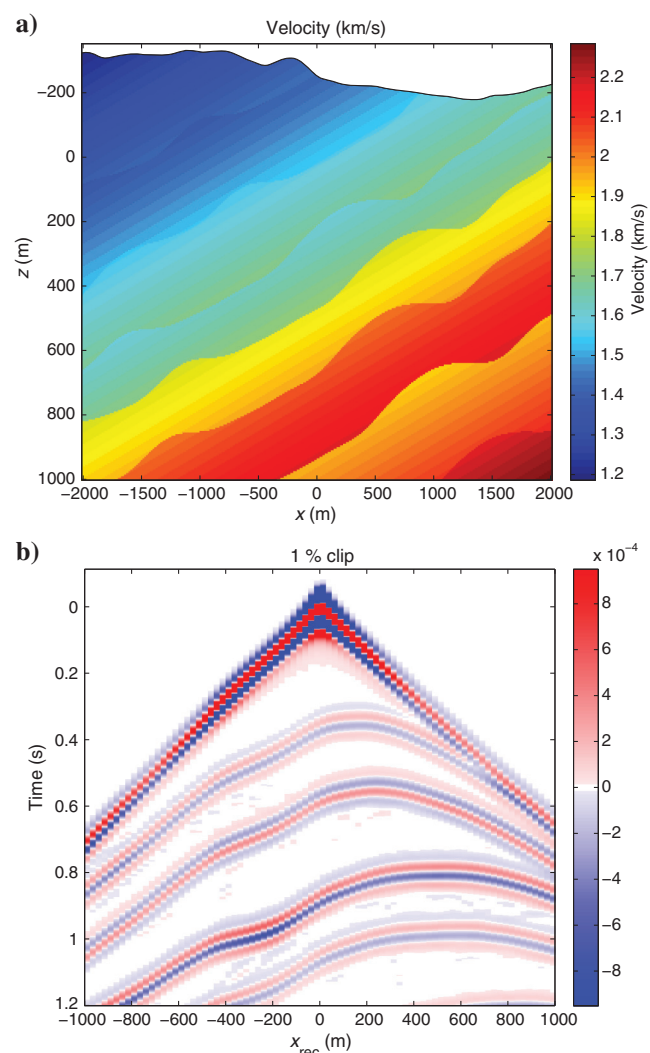 a)
Velocity (km/s)
−200
0
200
400
600
800
1000
z (m)
−2000 −1500 −1000 −500 0 500 1000 1500 2000
x (m)
2.2
2.1
2
1.9
1.8
1.7
1.6
1.5
1.4
1.3
1.2
Velocity (km/s)
b)
1 % clip
x 10⁻⁴
0
0.2
0.4
0.6
0.8
1
1.2
Time (s)
−1000 −800 −600 −400 −200 0 200 400 600 800 1000
x_rec (m)
8
6
4
2
0
−2
−4
−6
−8